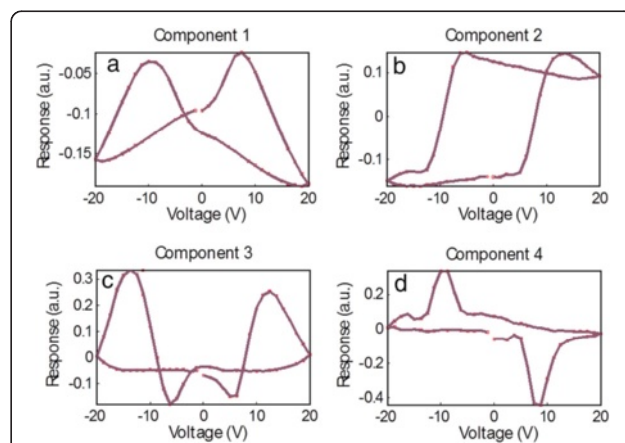 Component 1
a
Response (a.u.)
-0.05
-0.1
-0.15
-20 -10 0 10 20
Voltage (V)
Component 2
b
Response (a.u.)
0.1
0
-0.1
-20 -10 0 10 20
Voltage (V)
Component 3
c
Response (a.u.)
0.3
0.2
0.1
0
-0.1
-20 -10 0 10 20
Voltage (V)
Component 4
d
Response (a.u.)
0.2
0
-0.2
-0.4
-20 -10 0 10 20
Voltage (V)